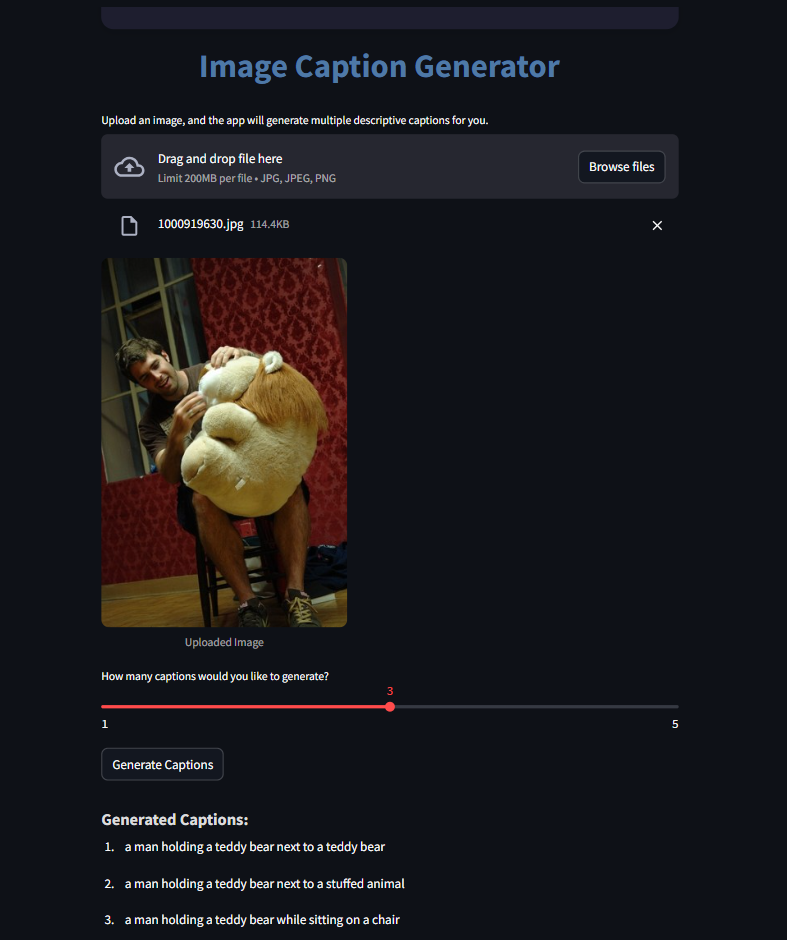 Image Caption Generator
Upload an image, and the app will generate multiple descriptive captions for you.
Drag and drop file here
Limit 200MB per file • JPG, JPEG, PNG
Browse files
1000919630.jpg 114.4KB
Uploaded Image
How many captions would you like to generate?
3
1 5
Generate Captions
Generated Captions:
1. a man holding a teddy bear next to a teddy bear
2. a man holding a teddy bear next to a stuffed animal
3. a man holding a teddy bear while sitting on a chair